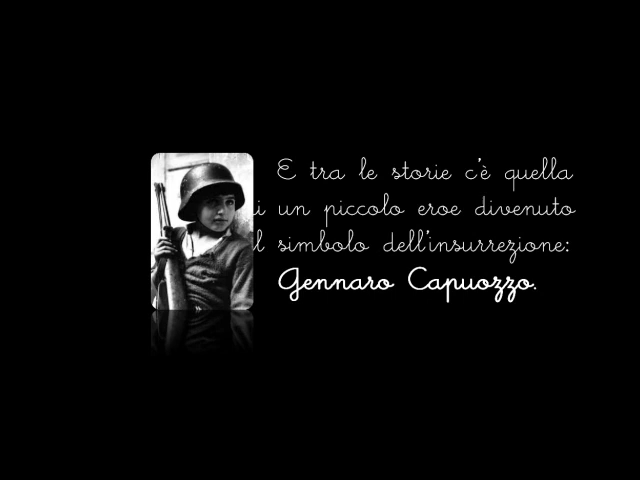 E tra le storie c'è quella
i un piccolo eroe divenuto
l simbolo dell'insurrezione:
Gennaro Capuozzo.